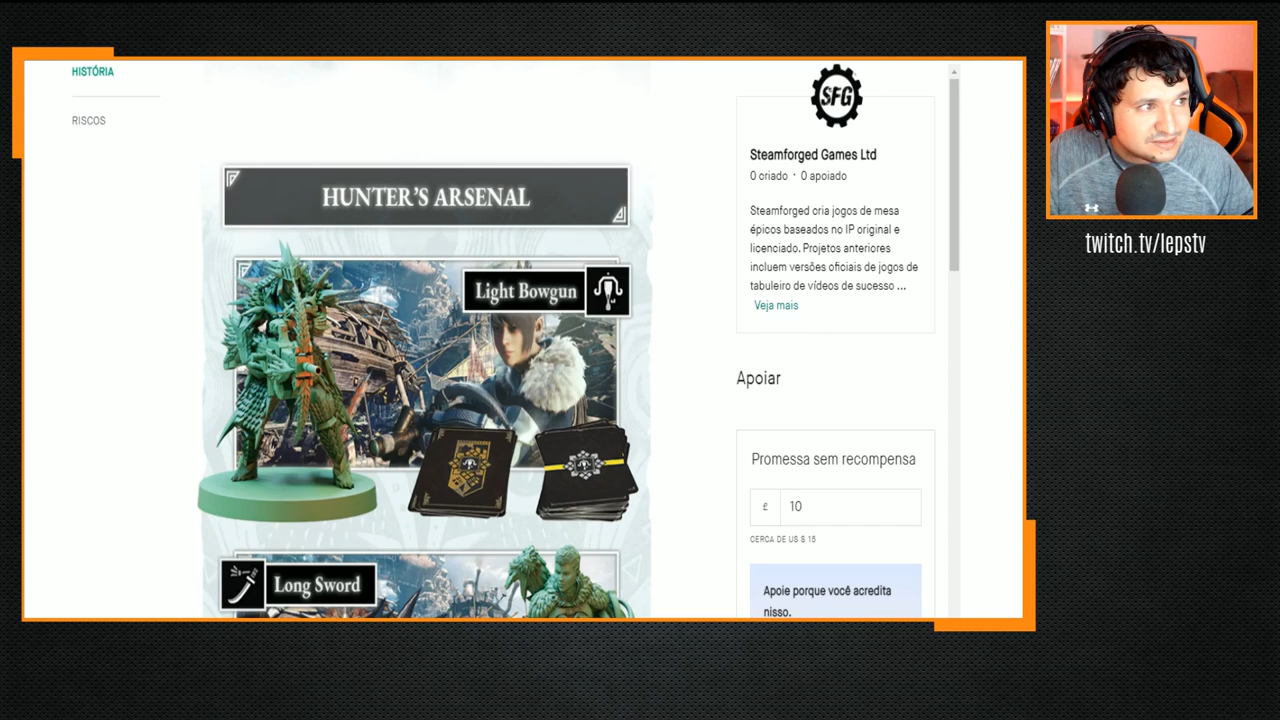 HISTÓRIA
RISCOS
HUNTER'S ARSENAL
Light Bowgun
Long Sword
SFG
Steamforged Games Ltd
0 criado · 0 apoiado
Steamforged cria jogos de mesa
épicos baseados no IP original e
licenciado. Projetos anteriores
incluem versões oficiais de jogos de
tabuleiro de vídeos de sucesso ...
Veja mais
Apoiar
Promessa sem recompensa
£ 10
CERCA DE US $ 15
Apoie porque você acredita
nisso.
twitch.tv/lepstv